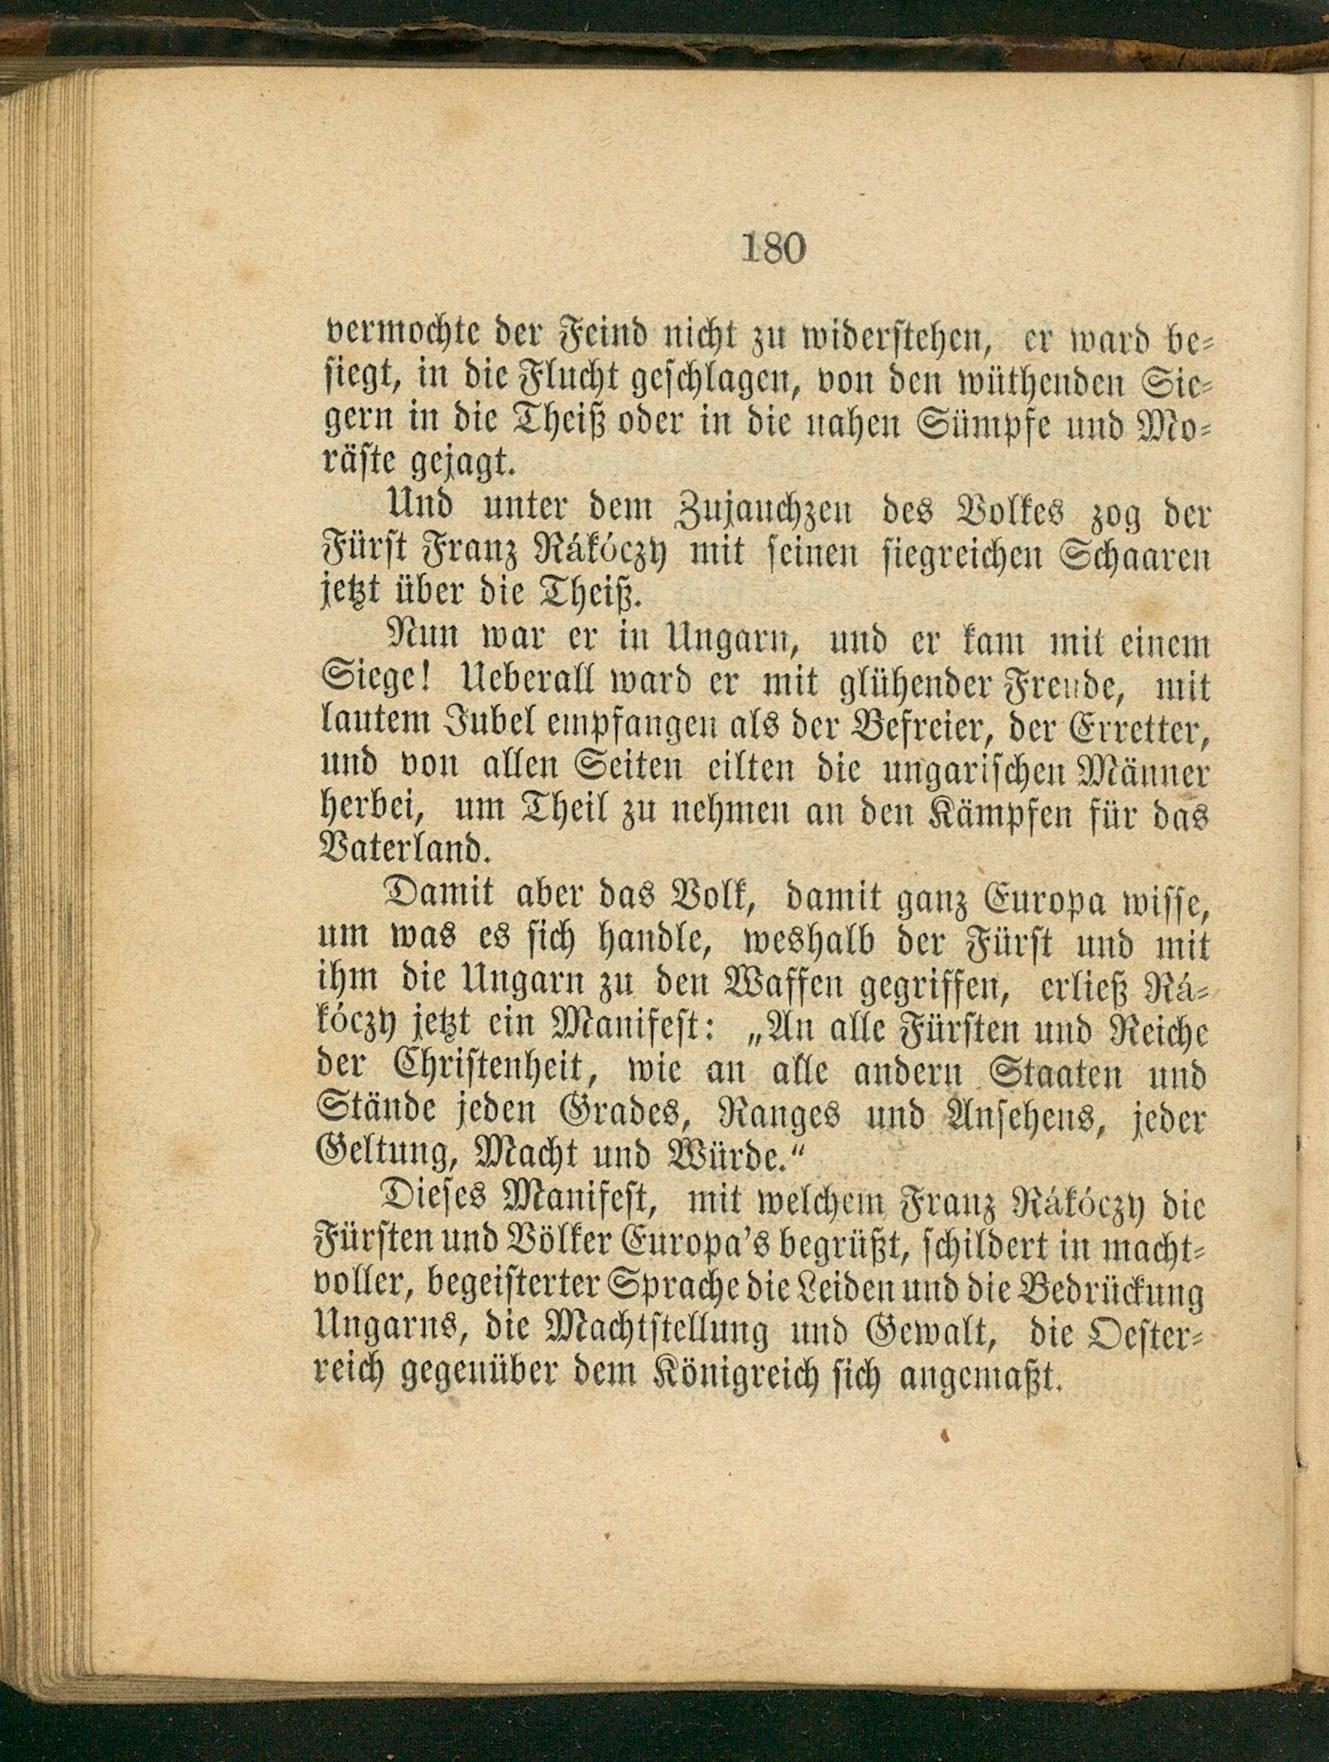 180
vermochte der Feind nicht zu widerstehen, er ward be-
siegt, in die Flucht geschlagen, von den wüthenden Sie-
gern in die Theiß oder in die nahen Sümpfe und Mo-
räste gejagt.
Und unter dem Zujauchzen des Volkes zog der
Fürst Franz Rákóczy mit seinen siegreichen Schaaren
jetzt über die Theiß.
Nun war er in Ungarn, und er kam mit einem
Siege! Ueberall ward er mit glühender Freude, mit
lautem Jubel empfangen als der Befreier, der Erretter,
und von allen Seiten eilten die ungarischen Männer
herbei, um Theil zu nehmen an den Kämpfen für das
Vaterland.
Damit aber das Volk, damit ganz Europa wisse,
um was es sich handle, weshalb der Fürst und mit
ihm die Ungarn zu den Waffen gegriffen, erließ Rá-
kóczy jetzt ein Manifest: „An alle Fürsten und Reiche
der Christenheit, wie an alle andern Staaten und
Stände jeden Grades, Ranges und Ansehens, jeder
Geltung, Macht und Würde.“
Dieses Manifest, mit welchem Franz Rákóczy die
Fürsten und Völker Europa's begrüßt, schildert in macht-
voller, begeisterter Sprache die Leiden und die Bedrückung
Ungarns, die Machtstellung und Gewalt, die Oester-
reich gegenüber dem Königreich sich angemaßt.